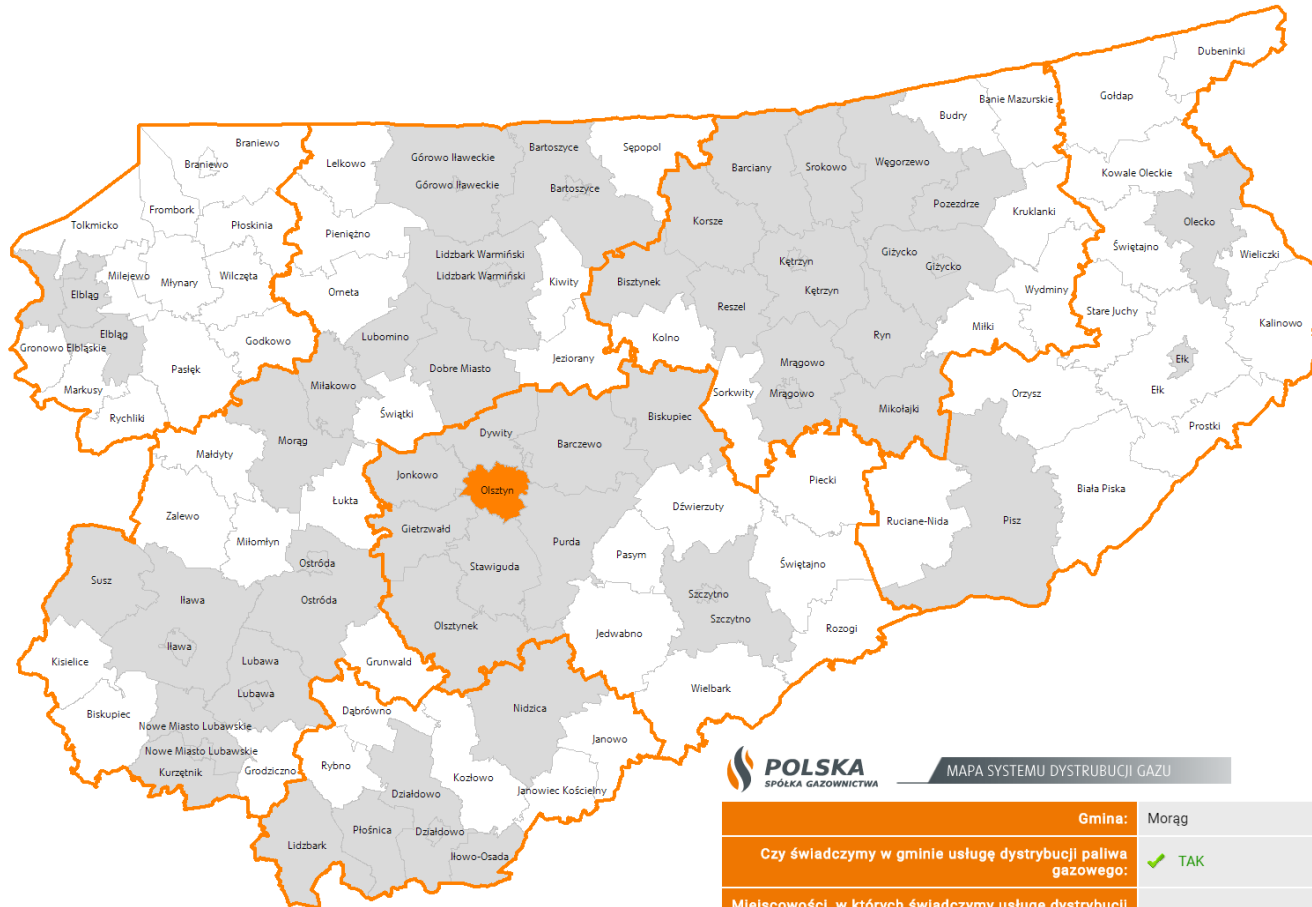 Dubeninki
Gołdap
Banie Mazurskie
Budry
Braniewo
Braniewo
Lelkowo
Górowo Iławeckie
Bartoszyce
Sępopol
Barciany
Srokowo
Węgorzewo
Kowale Oleckie
Górowo Iławeckie
Bartoszyce
Pozezdrze
Kruklanki
Olecko
Frombork
Płoskinia
Pieniężno
Korsze
Tolkmicko
Świętajno
Lidzbark Warmiński
Giżycko
Wieliczki
Milejewo
Młynary
Wilczęta
Lidzbark Warmiński
Kiwity
Bisztynek
Kętrzyn
Giżycko
Elbląg
Orneta
Kętrzyn
Wydminy
Reszel
Stare Juchy
Kalinowo
Elbląg
Godkowo
Lubomino
Kolno
Ryn
Miłki
Gronowo Elbląskie
Jeziorany
Ełk
Pasłęk
Dobre Miasto
Mrągowo
Markusy
Miłakowo
Sorkwity
Mrągowo
Orzysz
Ełk
Rychliki
Świątki
Biskupiec
Mikołajki
Prostki
Dywity
Morąg
Barczewo
Małdyty
Jonkowo
Piecki
Olsztyn
Biała Piska
Łukta
Dźwierzuty
Zalewo
Gietrzwałd
Ruciane-Nida
Pisz
Miłomłyn
Purda
Pasym
Ostróda
Stawiguda
Świętajno
Susz
Iława
Ostróda
Szczytno
Szczytno
Olsztynek
Jedwabno
Rozogi
Iława
Kisielice
Lubawa
Grunwald
Wielbark
Lubawa
Biskupiec
Dąbrówno
Nidzica
Nowe Miasto Lubawskie
Janowo
Nowe Miasto Lubawskie
Kurzętnik
Grodziczno
Rybno
Kozłowo
Janowiec Kościelny
Działdowo
Płośnica
Działdowo
Lidzbark
Iłowo-Osada
POLSKA
SPÓŁKA GAZOWNICTWA
MAPA SYSTEMU DYSTRUBUCJI GAZU
Gmina: Morąg
Czy świadczymy w gminie usługę dystrybucji paliwa
gazowego: TAK
Miejscowości, w których świadczymy usługę dystrybucji